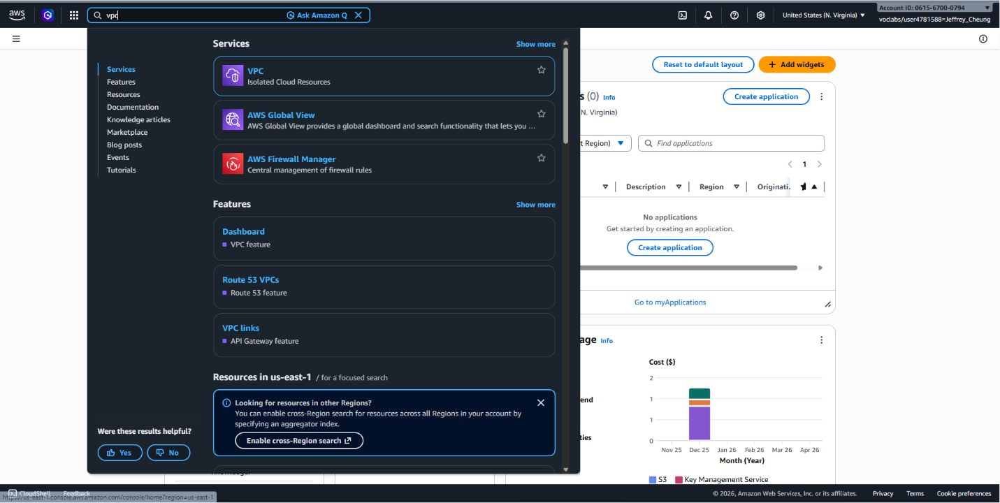 aws
vpc
Ask Amazon Q
United States (N. Virginia)
Account ID: 0615-6700-0794
voclabs/user4781588=Jeffrey_Cheung
Services
Features
Resources
Documentation
Knowledge articles
Marketplace
Blog posts
Events
Tutorials
Were these results helpful?
Yes
No
Services
Show more
VPC
Isolated Cloud Resources
AWS Global View
AWS Global View provides a global dashboard and search functionality that lets you ...
AWS Firewall Manager
Central management of firewall rules
Features
Show more
Dashboard
VPC feature
Route 53 VPCs
Route 53 feature
VPC links
API Gateway feature
Resources in us-east-1 / for a focused search
Looking for resources in other Regions?
You can enable cross-Region search for resources across all Regions in your account by
specifying an aggregator index.
Enable cross-Region search
Reset to default layout
+ Add widgets
s (0) Info
Create application
N. Virginia)
t Region)
Find applications
1
Description
Region
Originati.
No applications
Get started by creating an application.
Create application
Go to myApplications
age Info
end
ties
Cost ($)
2
1
1
0
Nov 25 Dec 25 Jan 26 Feb 26 Mar 26 Apr 26
Month (Year)
S3 Key Management Service
CloudShell Feedback
https://us-east-1.console.aws.amazon.com/console/home?region=us-east-1
© 2026, Amazon Web Services, Inc. or its affiliates.
Privacy Terms Cookie preferences